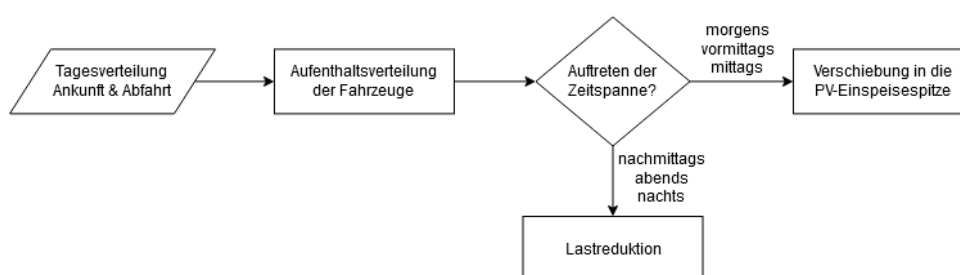 Tagesverteilung
Ankunft & Abfahrt
Aufenthaltsverteilung
der Fahrzeuge
Auftreten der
Zeitspanne?
morgens
vormittags
mittags
Verschiebung in die
PV-Einspeisespitze
nachmittags
abends
nachts
Lastreduktion